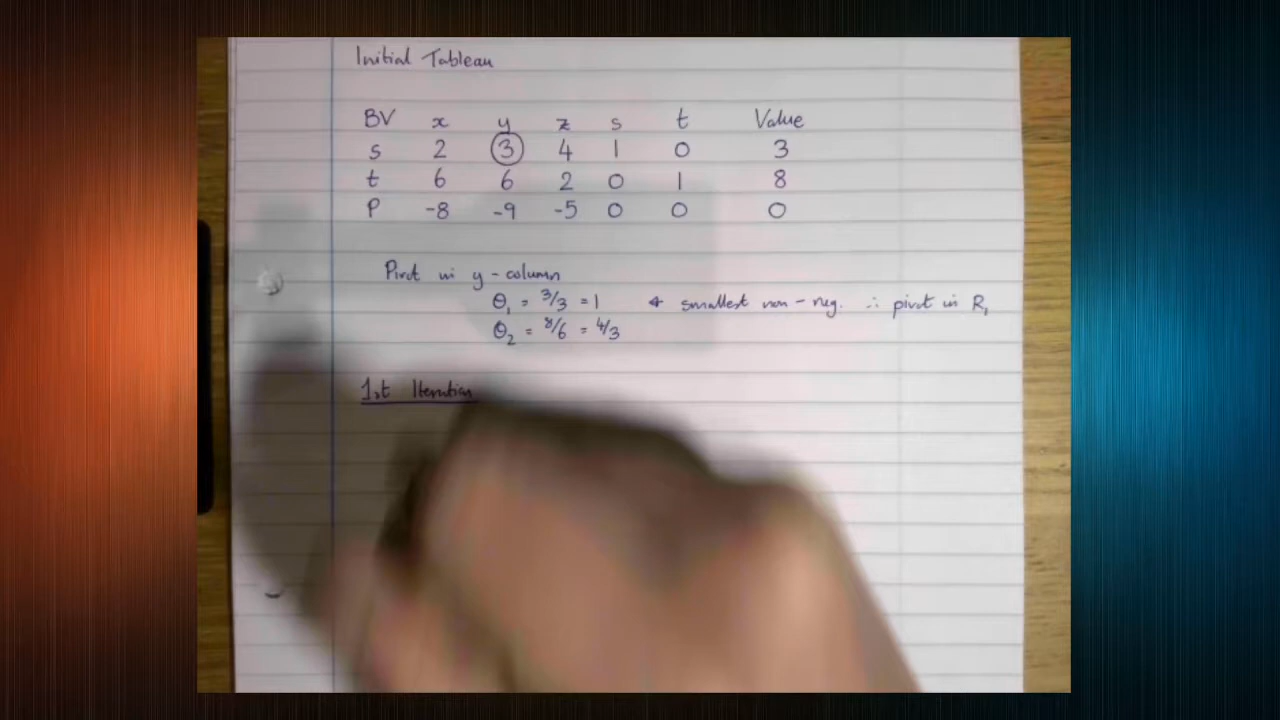 Initial Tableau
BV x y z s t Value
s 2 3 4 1 0 3
t 6 6 2 0 1 8
P -8 -9 -5 0 0 0
Pivot in y-column
θ₁ = 3/3 = 1 ← smallest non-neg. ∴ pivot in R₁
θ₂ = 8/6 = 4/3
1st Iteration